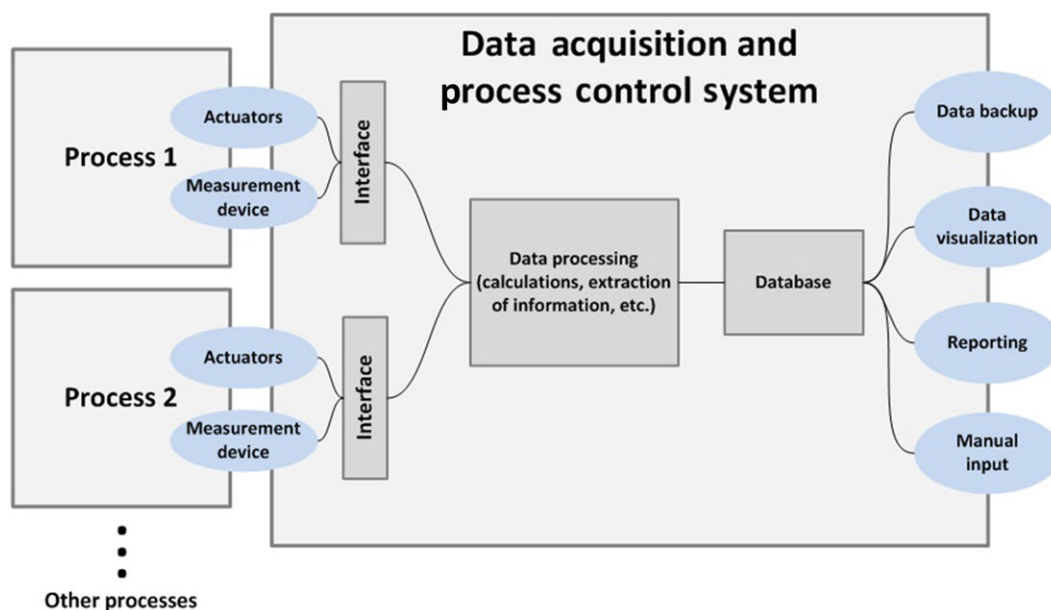 Data acquisition and
process control system
Process 1
Actuators
Measurement
device
Interface
Process 2
Actuators
Measurement
device
Interface
Other processes
Data processing
(calculations, extraction
of information, etc.)
Database
Data backup
Data
visualization
Reporting
Manual
input